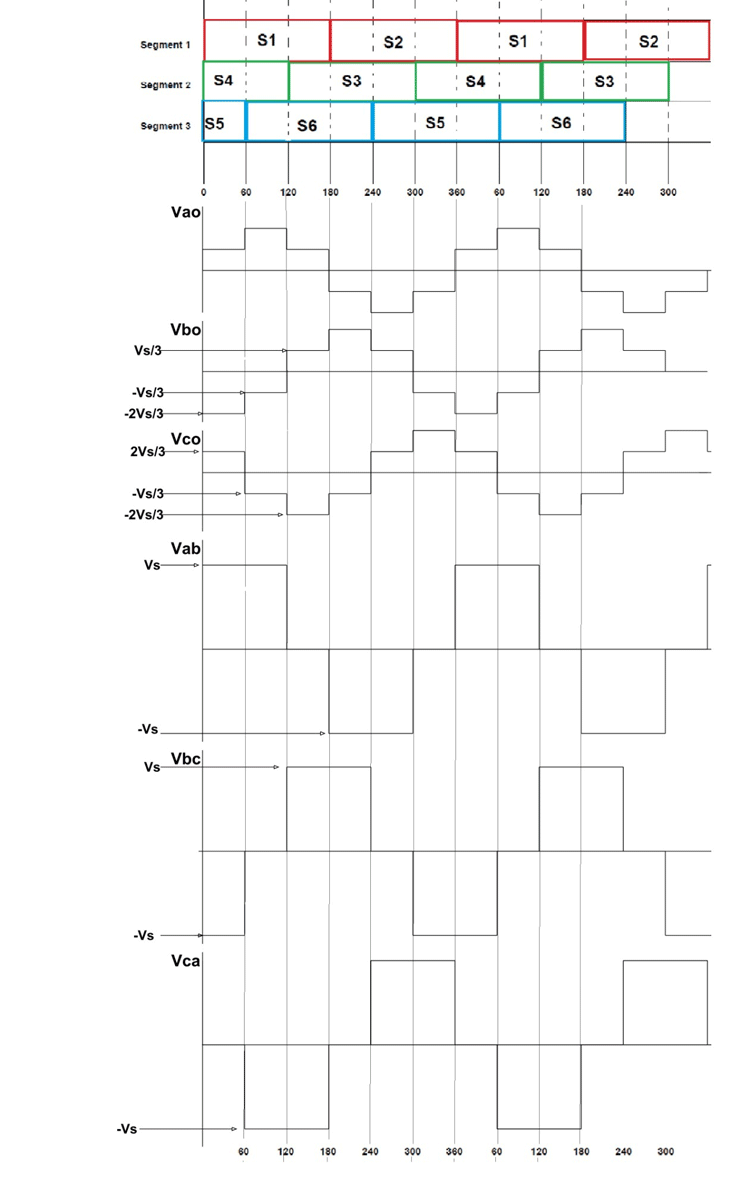 Segment 1 S1 S2 S1 S2
Segment 2 S4 S3 S4 S3
Segment 3 S5 S6 S5 S6
0 60 120 180 240 300 360 60 120 180 240 300
Vao
Vbo
Vs/3
-Vs/3
-2Vs/3
Vco
2Vs/3
-Vs/3
-2Vs/3
Vab
Vs
-Vs
Vbc
Vs
-Vs
Vca
-Vs
60 120 180 240 300 360 60 120 180 240 300